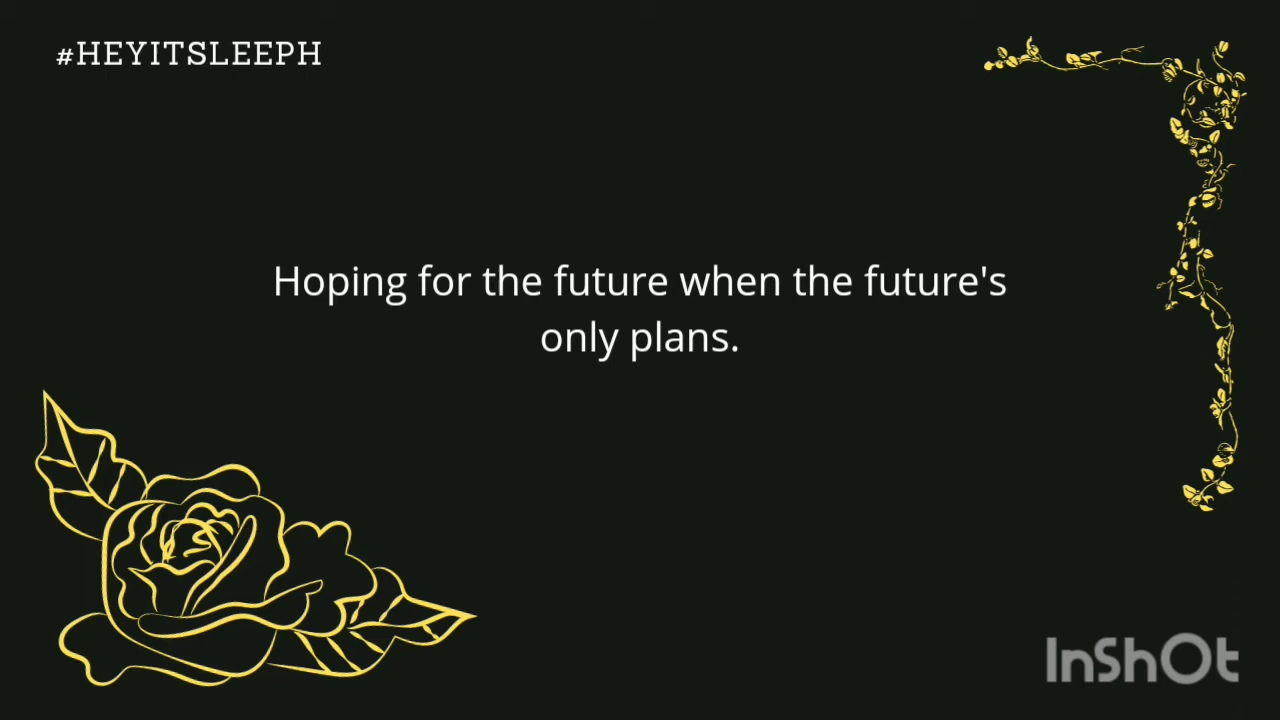 #HEYITSLEEPH
Hoping for the future when the future's
only plans.
InShOt